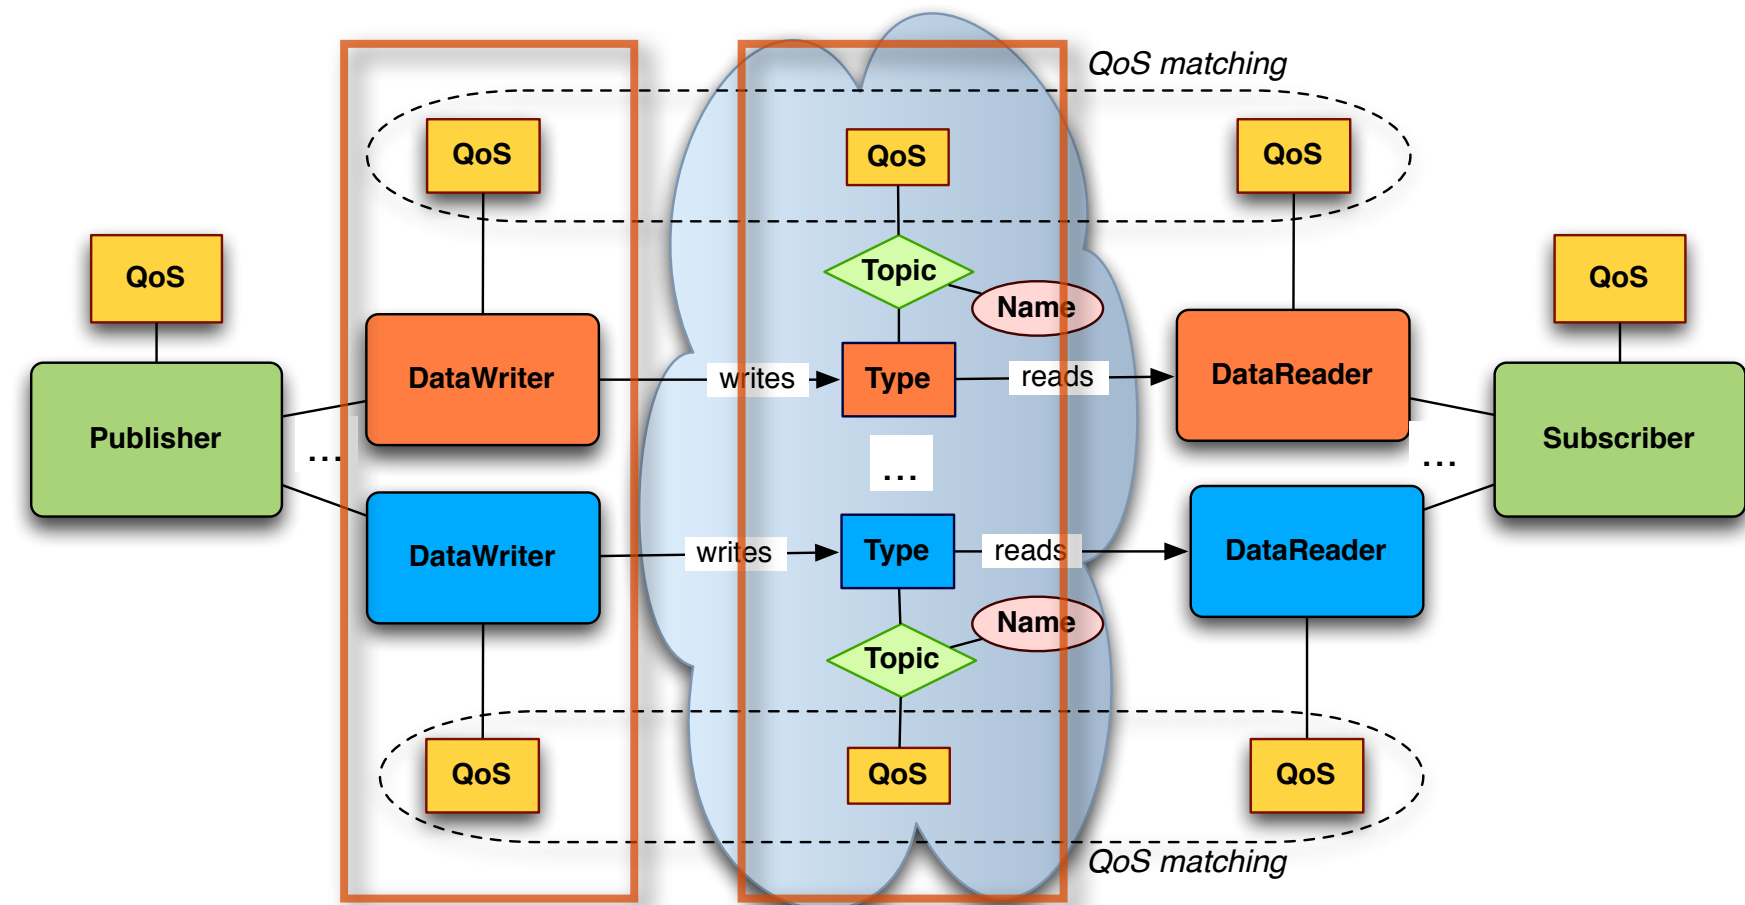 QoS matching
QoS
QoS
QoS
QoS
QoS
Topic
Name
DataWriter
writes
Type
reads
DataReader
Publisher
...
...
...
Subscriber
DataWriter
writes
Type
reads
DataReader
Name
Topic
QoS
QoS
QoS
QoS matching